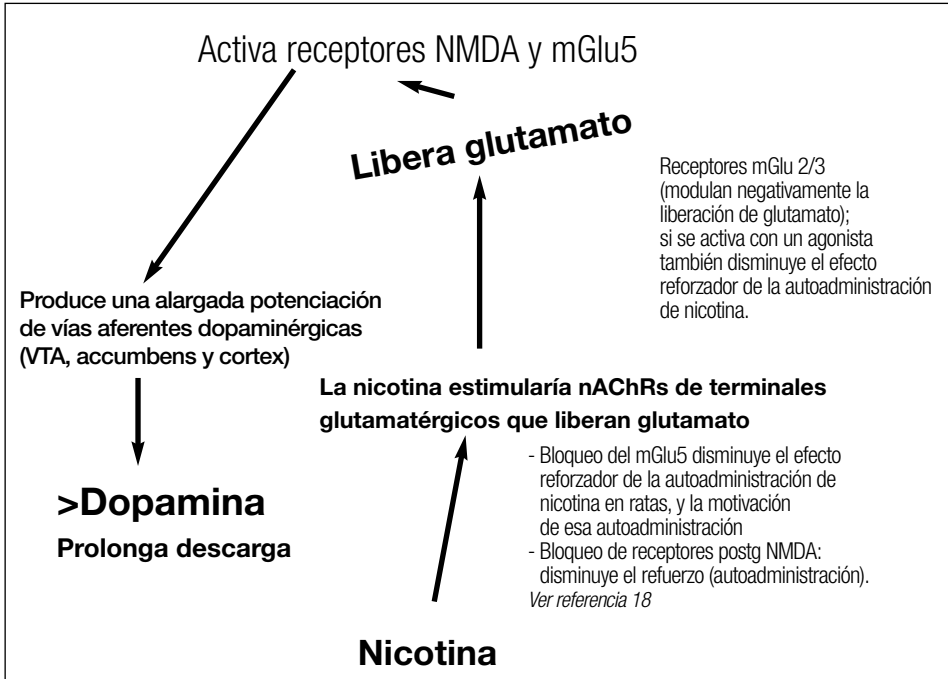 Activa receptores NMDA y mGlu5
Libera glutamato
Receptores mGlu 2/3
(modulan negativamente la
liberación de glutamato);
si se activa con un agonista
también disminuye el efecto
reforzador de la autoadministración
de nicotina.
Produce una alargada potenciación
de vías aferentes dopaminérgicas
(VTA, accumbens y cortex)
La nicotina estimularía nAChRs de terminales
glutamatérgicos que liberan glutamato
- Bloqueo del mGlu5 disminuye el efecto
reforzador de la autoadministración de
nicotina en ratas, y la motivación
de esa autoadministración
- Bloqueo de receptores postg NMDA:
disminuye el refuerzo (autoadministración).
Ver referencia 18
>Dopamina
Prolonga descarga
Nicotina